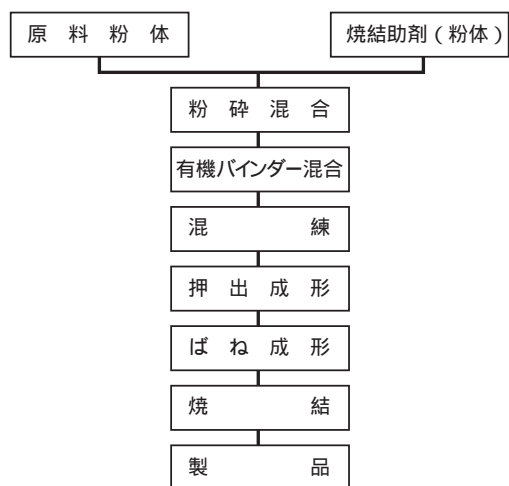 原料粉体
焼結助剤(粉体)
粉砕混合
有機バインダー混合
混練
押出成形
ばね成形
焼結
製品